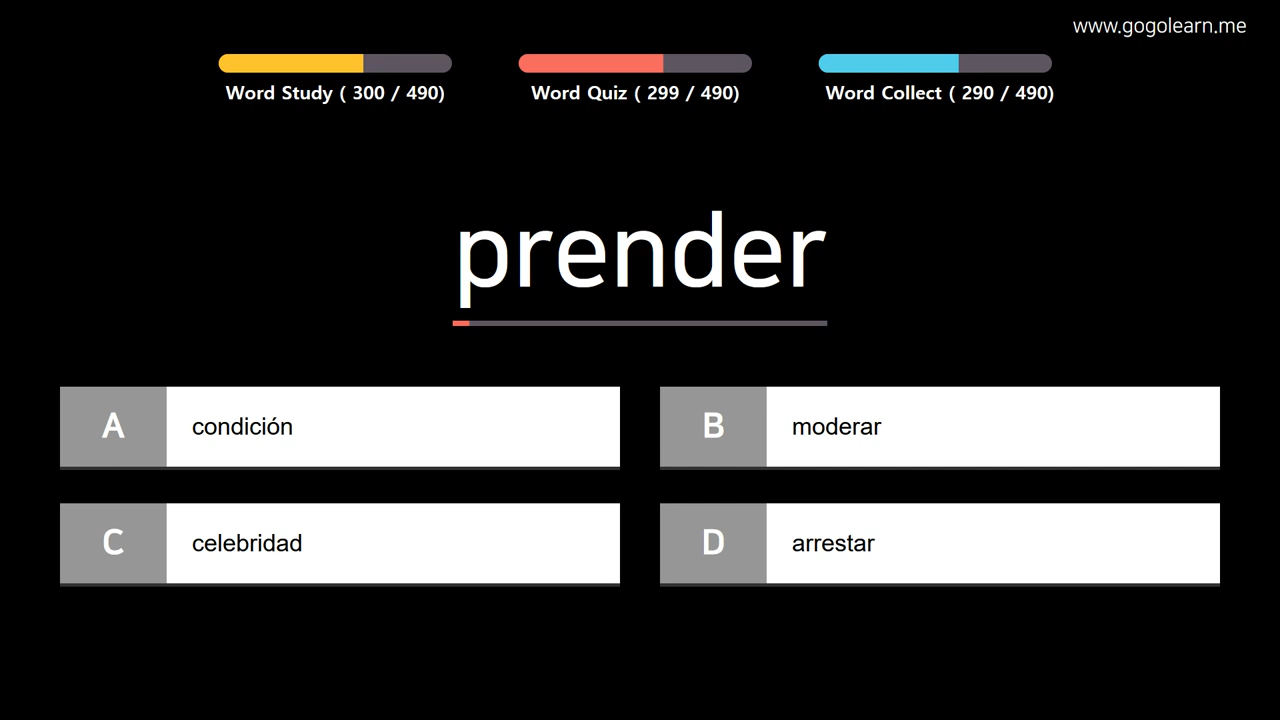 www.gogolearn.me
Word Study ( 300 / 490)
Word Quiz ( 299 / 490)
Word Collect ( 290 / 490)
prender
A condición
B moderar
C celebridad
D arrestar